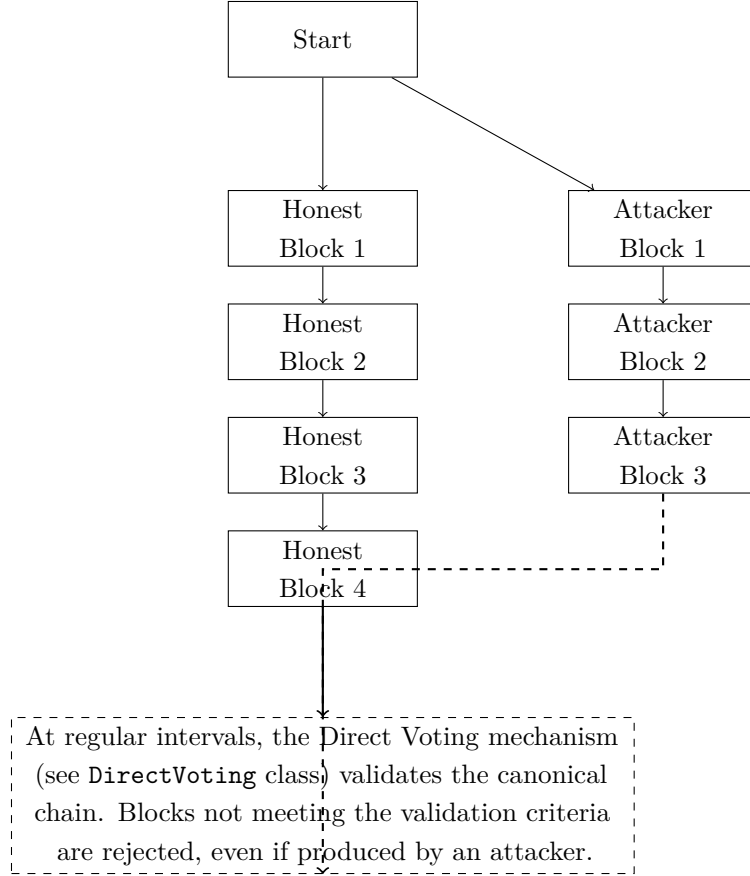 Start
Honest
Block 1
Attacker
Block 1
Honest
Block 2
Attacker
Block 2
Honest
Block 3
Attacker
Block 3
Honest
Block 4
At regular intervals, the Direct Voting mechanism
(see DirectVoting class) validates the canonical
chain. Blocks not meeting the validation criteria
are rejected, even if produced by an attacker.